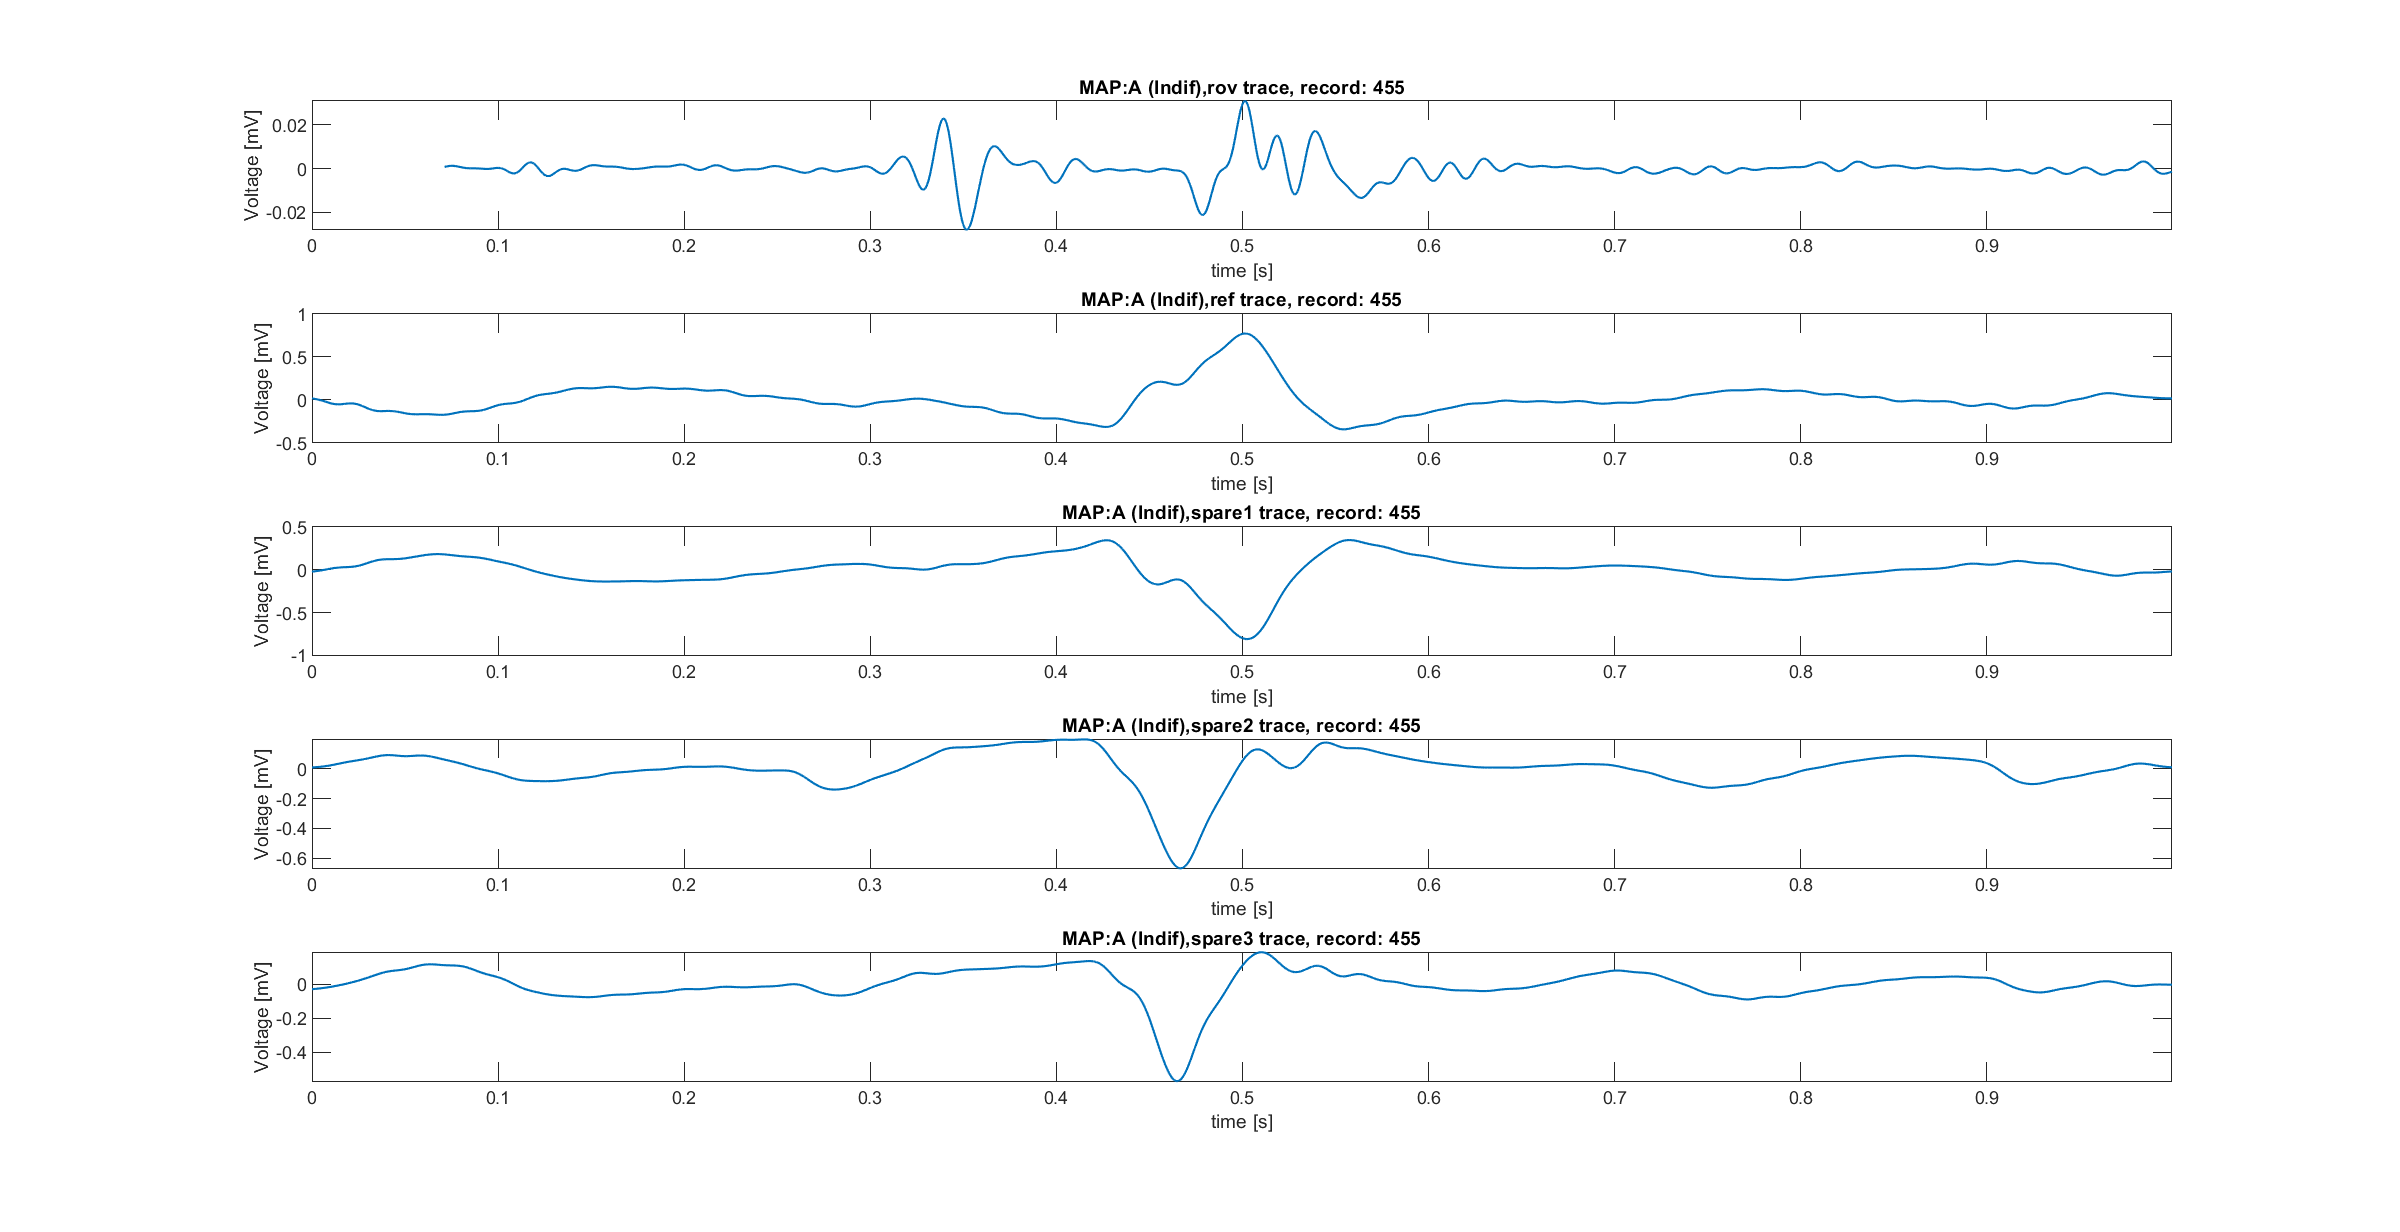 MAP:A (Indif),rov trace, record: 455
Voltage [mV]
0.02
0
-0.02
0 0.1 0.2 0.3 0.4 0.5 0.6 0.7 0.8 0.9
time [s]
MAP:A (Indif),ref trace, record: 455
Voltage [mV]
1
0.5
0
-0.5
0 0.1 0.2 0.3 0.4 0.5 0.6 0.7 0.8 0.9
time [s]
MAP:A (Indif),spare1 trace, record: 455
Voltage [mV]
0.5
0
-0.5
-1
0 0.1 0.2 0.3 0.4 0.5 0.6 0.7 0.8 0.9
time [s]
MAP:A (Indif),spare2 trace, record: 455
Voltage [mV]
0
-0.2
-0.4
-0.6
0 0.1 0.2 0.3 0.4 0.5 0.6 0.7 0.8 0.9
time [s]
MAP:A (Indif),spare3 trace, record: 455
Voltage [mV]
0
-0.2
-0.4
0 0.1 0.2 0.3 0.4 0.5 0.6 0.7 0.8 0.9
time [s]